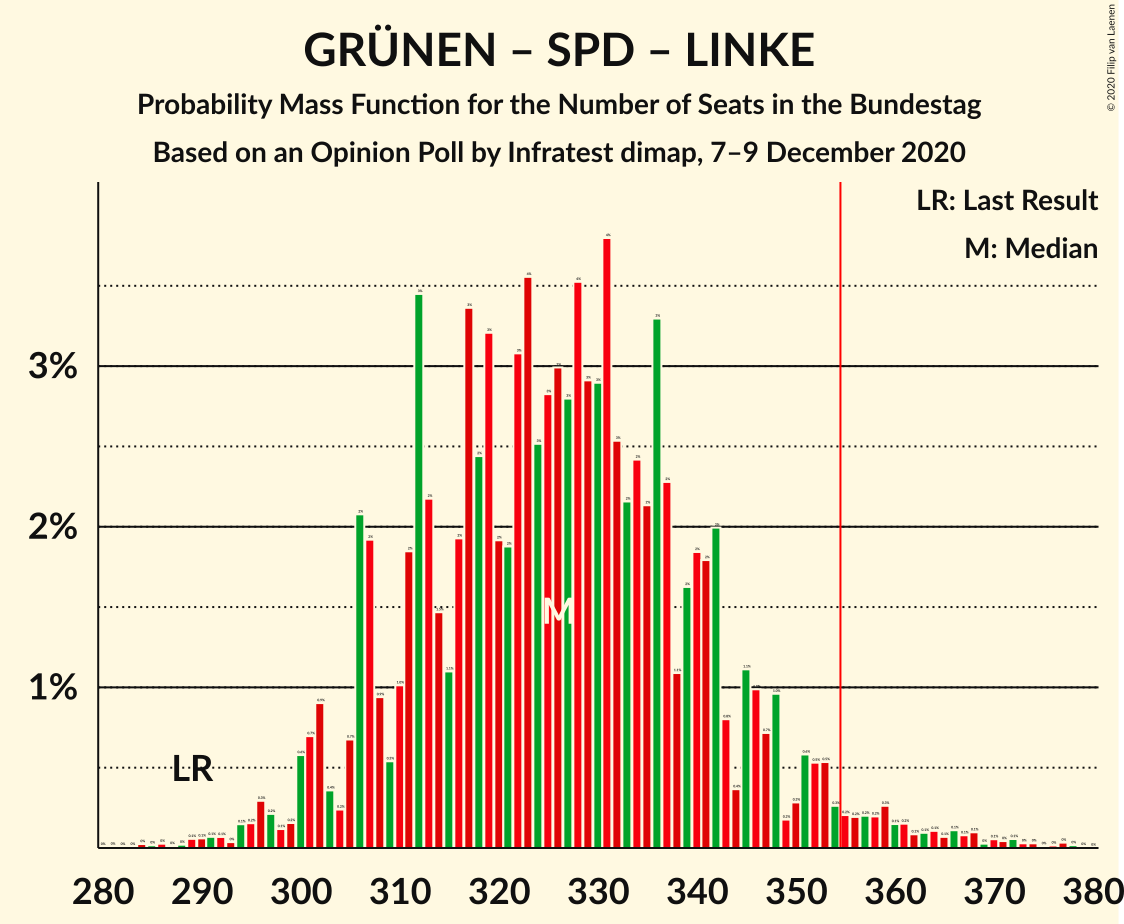 GRÜNEN – SPD – LINKE
Probability Mass Function for the Number of Seats in the Bundestag
Based on an Opinion Poll by Infratest dimap, 7–9 December 2020
© 2020 Filip van Laenen
LR: Last Result
M: Median
3%
2%
1%
LR
M
280 290 300 310 320 330 340 350 360 370 380